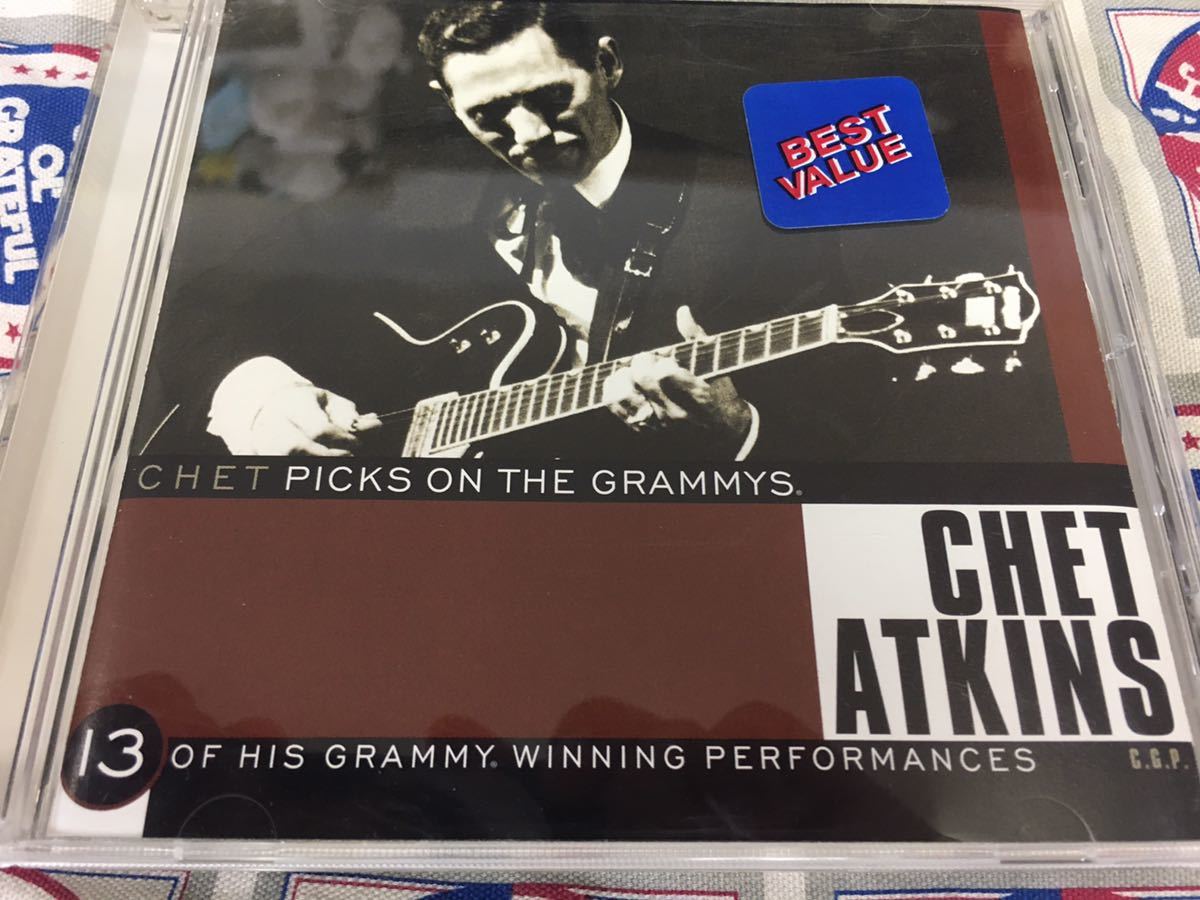 OL'
GRATEFUL
BEST
VALUE
CHET PICKS ON THE GRAMMYS®
CHET
ATKINS
C.G.P.
13 OF HIS GRAMMY® WINNING PERFORMANCES